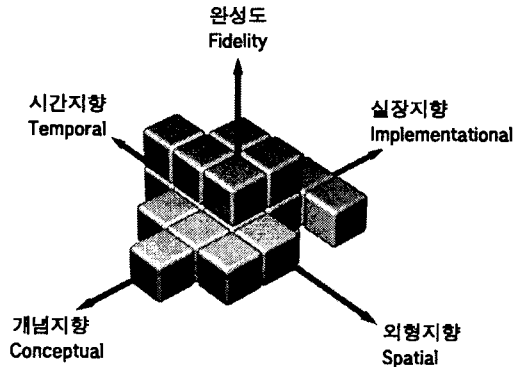 완성도
Fidelity
시간지향
Temporal
실장지향
Implementational
개념지향
Conceptual
외형지향
Spatial